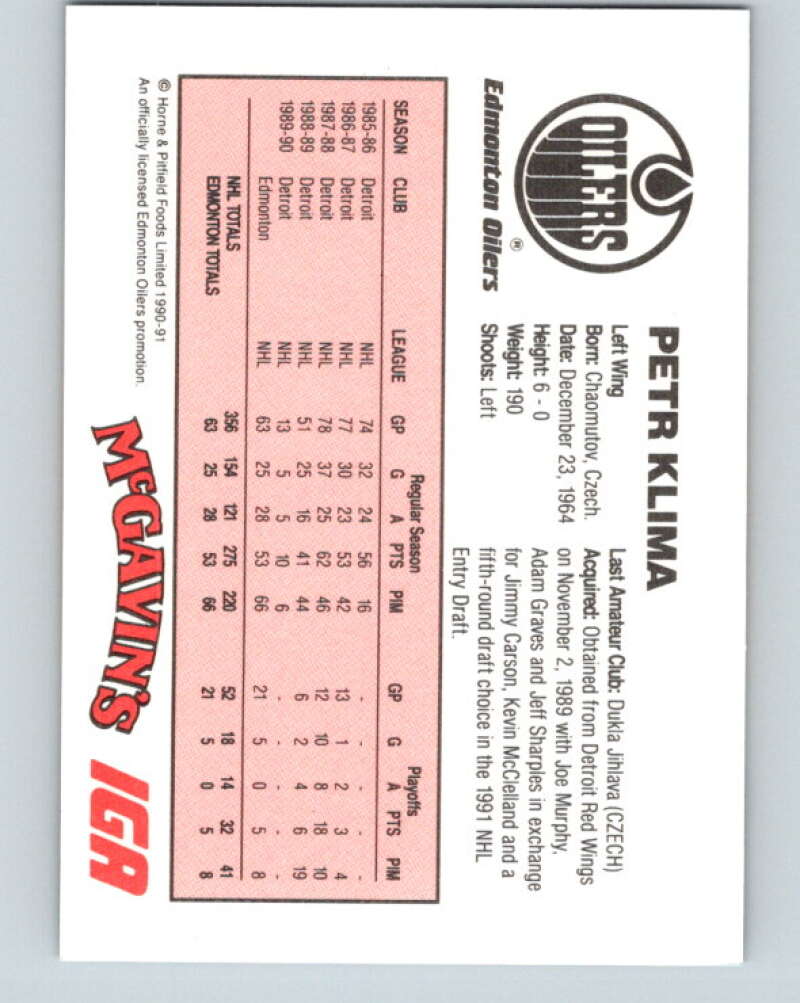 OILERS
®
Edmonton Oilers
PETR KLIMA
Left Wing
Born: Chaomutov, Czech.
Date: December 23, 1964
Height: 6 - 0
Weight: 190
Shoots: Left
Last Amateur Club: Dukla Jihlava (CZECH)
Acquired: Obtained from Detroit Red Wings
on November 2, 1989 with Joe Murphy,
Adam Graves and Jeff Sharples in exchange
for Jimmy Carson, Kevin McClelland and a
fifth-round draft choice in the 1991 NHL
Entry Draft.
Regular Season Playoffs
SEASON CLUB LEAGUE GP G A PTS PIM GP G A PTS PIM
1985-86 Detroit NHL 74 32 24 56 16 - - - - -
1986-87 Detroit NHL 77 30 23 53 42 13 1 2 3 4
1987-88 Detroit NHL 78 37 25 62 46 12 10 8 18 10
1988-89 Detroit NHL 51 25 16 41 44 6 2 4 6 19
1989-90 Detroit NHL 13 5 5 10 6 - - - - -
Edmonton NHL 63 25 28 53 66 21 5 0 5 8
NHL TOTALS 356 154 121 275 220 52 18 14 32 41
EDMONTON TOTALS 63 25 28 53 66 21 5 0 5 8
© Horne & Pitfield Foods Limited 1990-91
An officially licensed Edmonton Oilers promotion.
McGAVIN'S
IGA